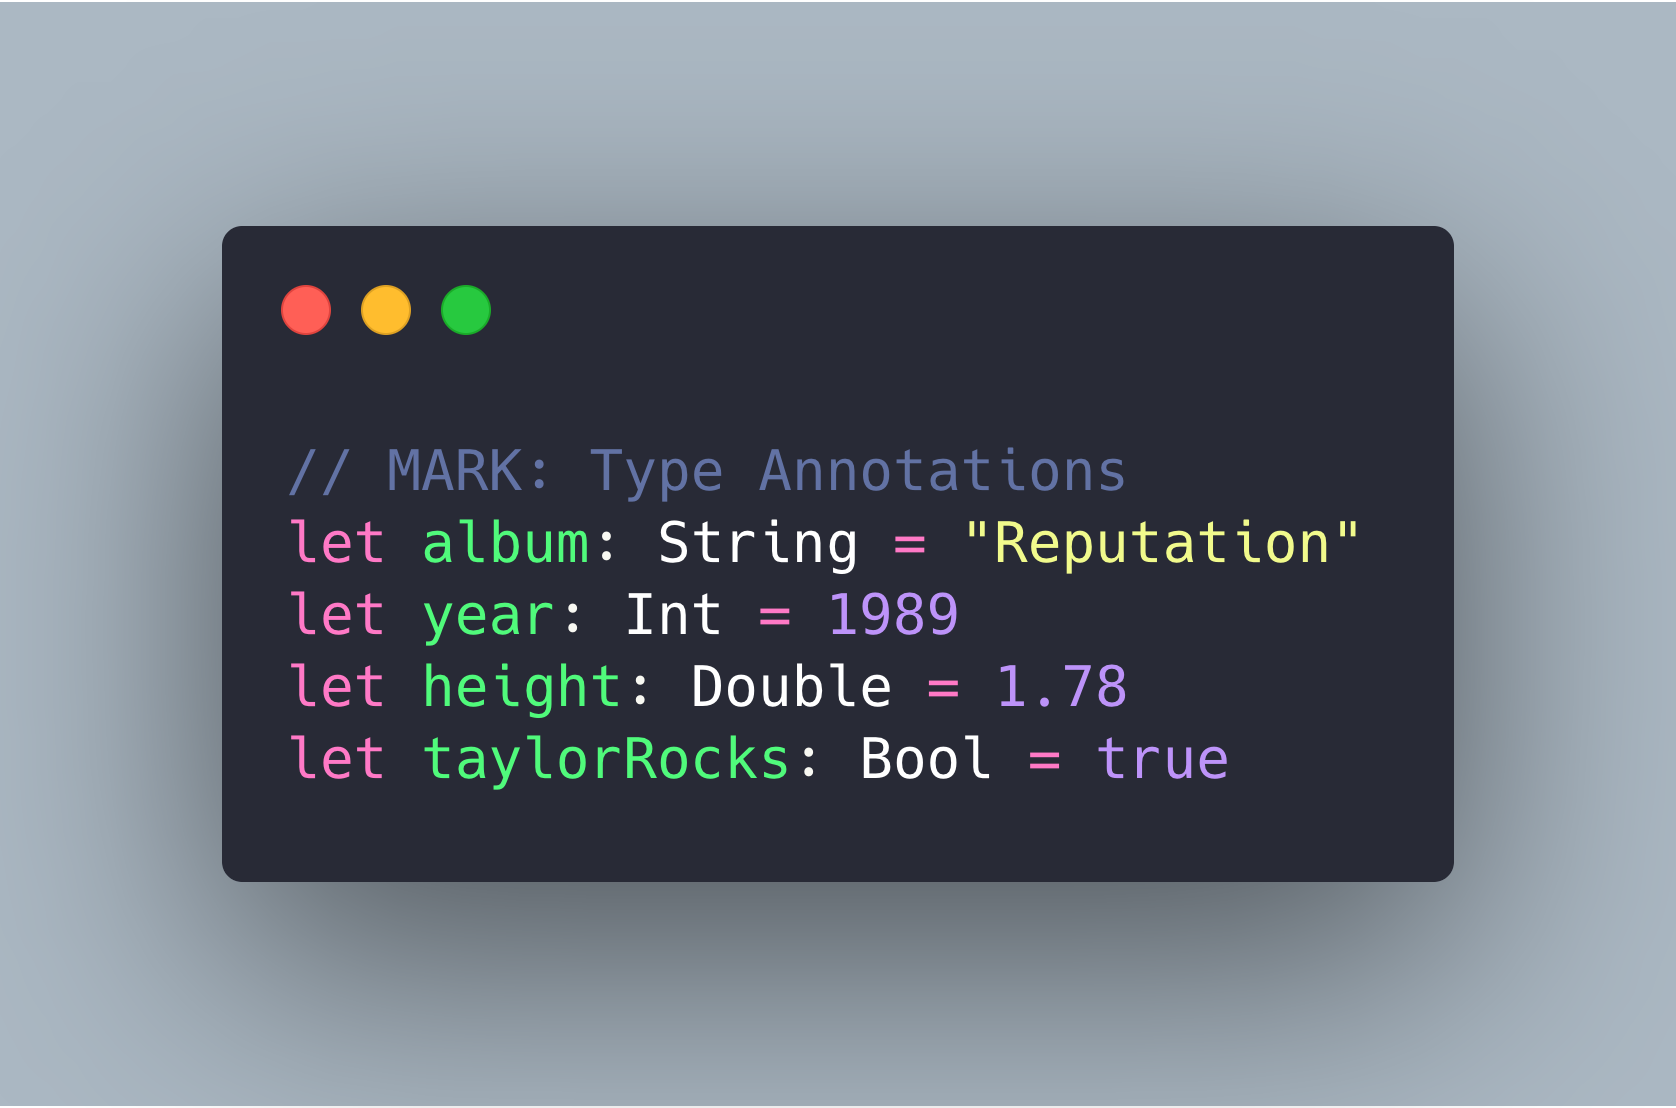 // MARK: Type Annotations
let album: String = "Reputation"
let year: Int = 1989
let height: Double = 1.78
let taylorRocks: Bool = true